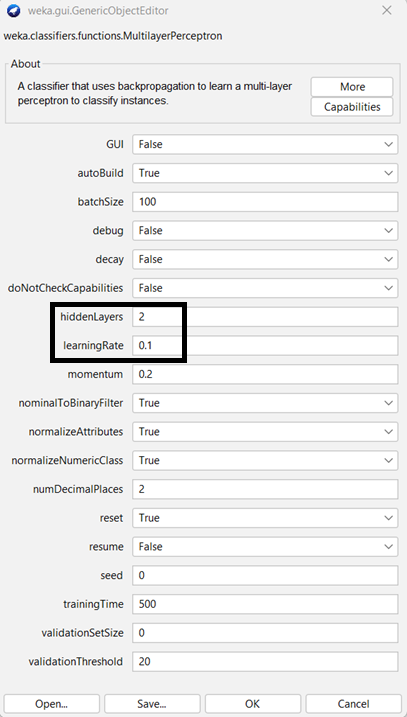 weka.gui.GenericObjectEditor
weka.classifiers.functions.MultilayerPerceptron
About
A classifier that uses backpropagation to learn a multi-layer
perceptron to classify instances.
More
Capabilities
GUI False
autoBuild True
batchSize 100
debug False
decay False
doNotCheckCapabilities False
hiddenLayers 2
learningRate 0.1
momentum 0.2
nominalToBinaryFilter True
normalizeAttributes True
normalizeNumericClass True
numDecimalPlaces 2
reset True
resume False
seed 0
trainingTime 500
validationSetSize 0
validationThreshold 20
Open... Save... OK Cancel